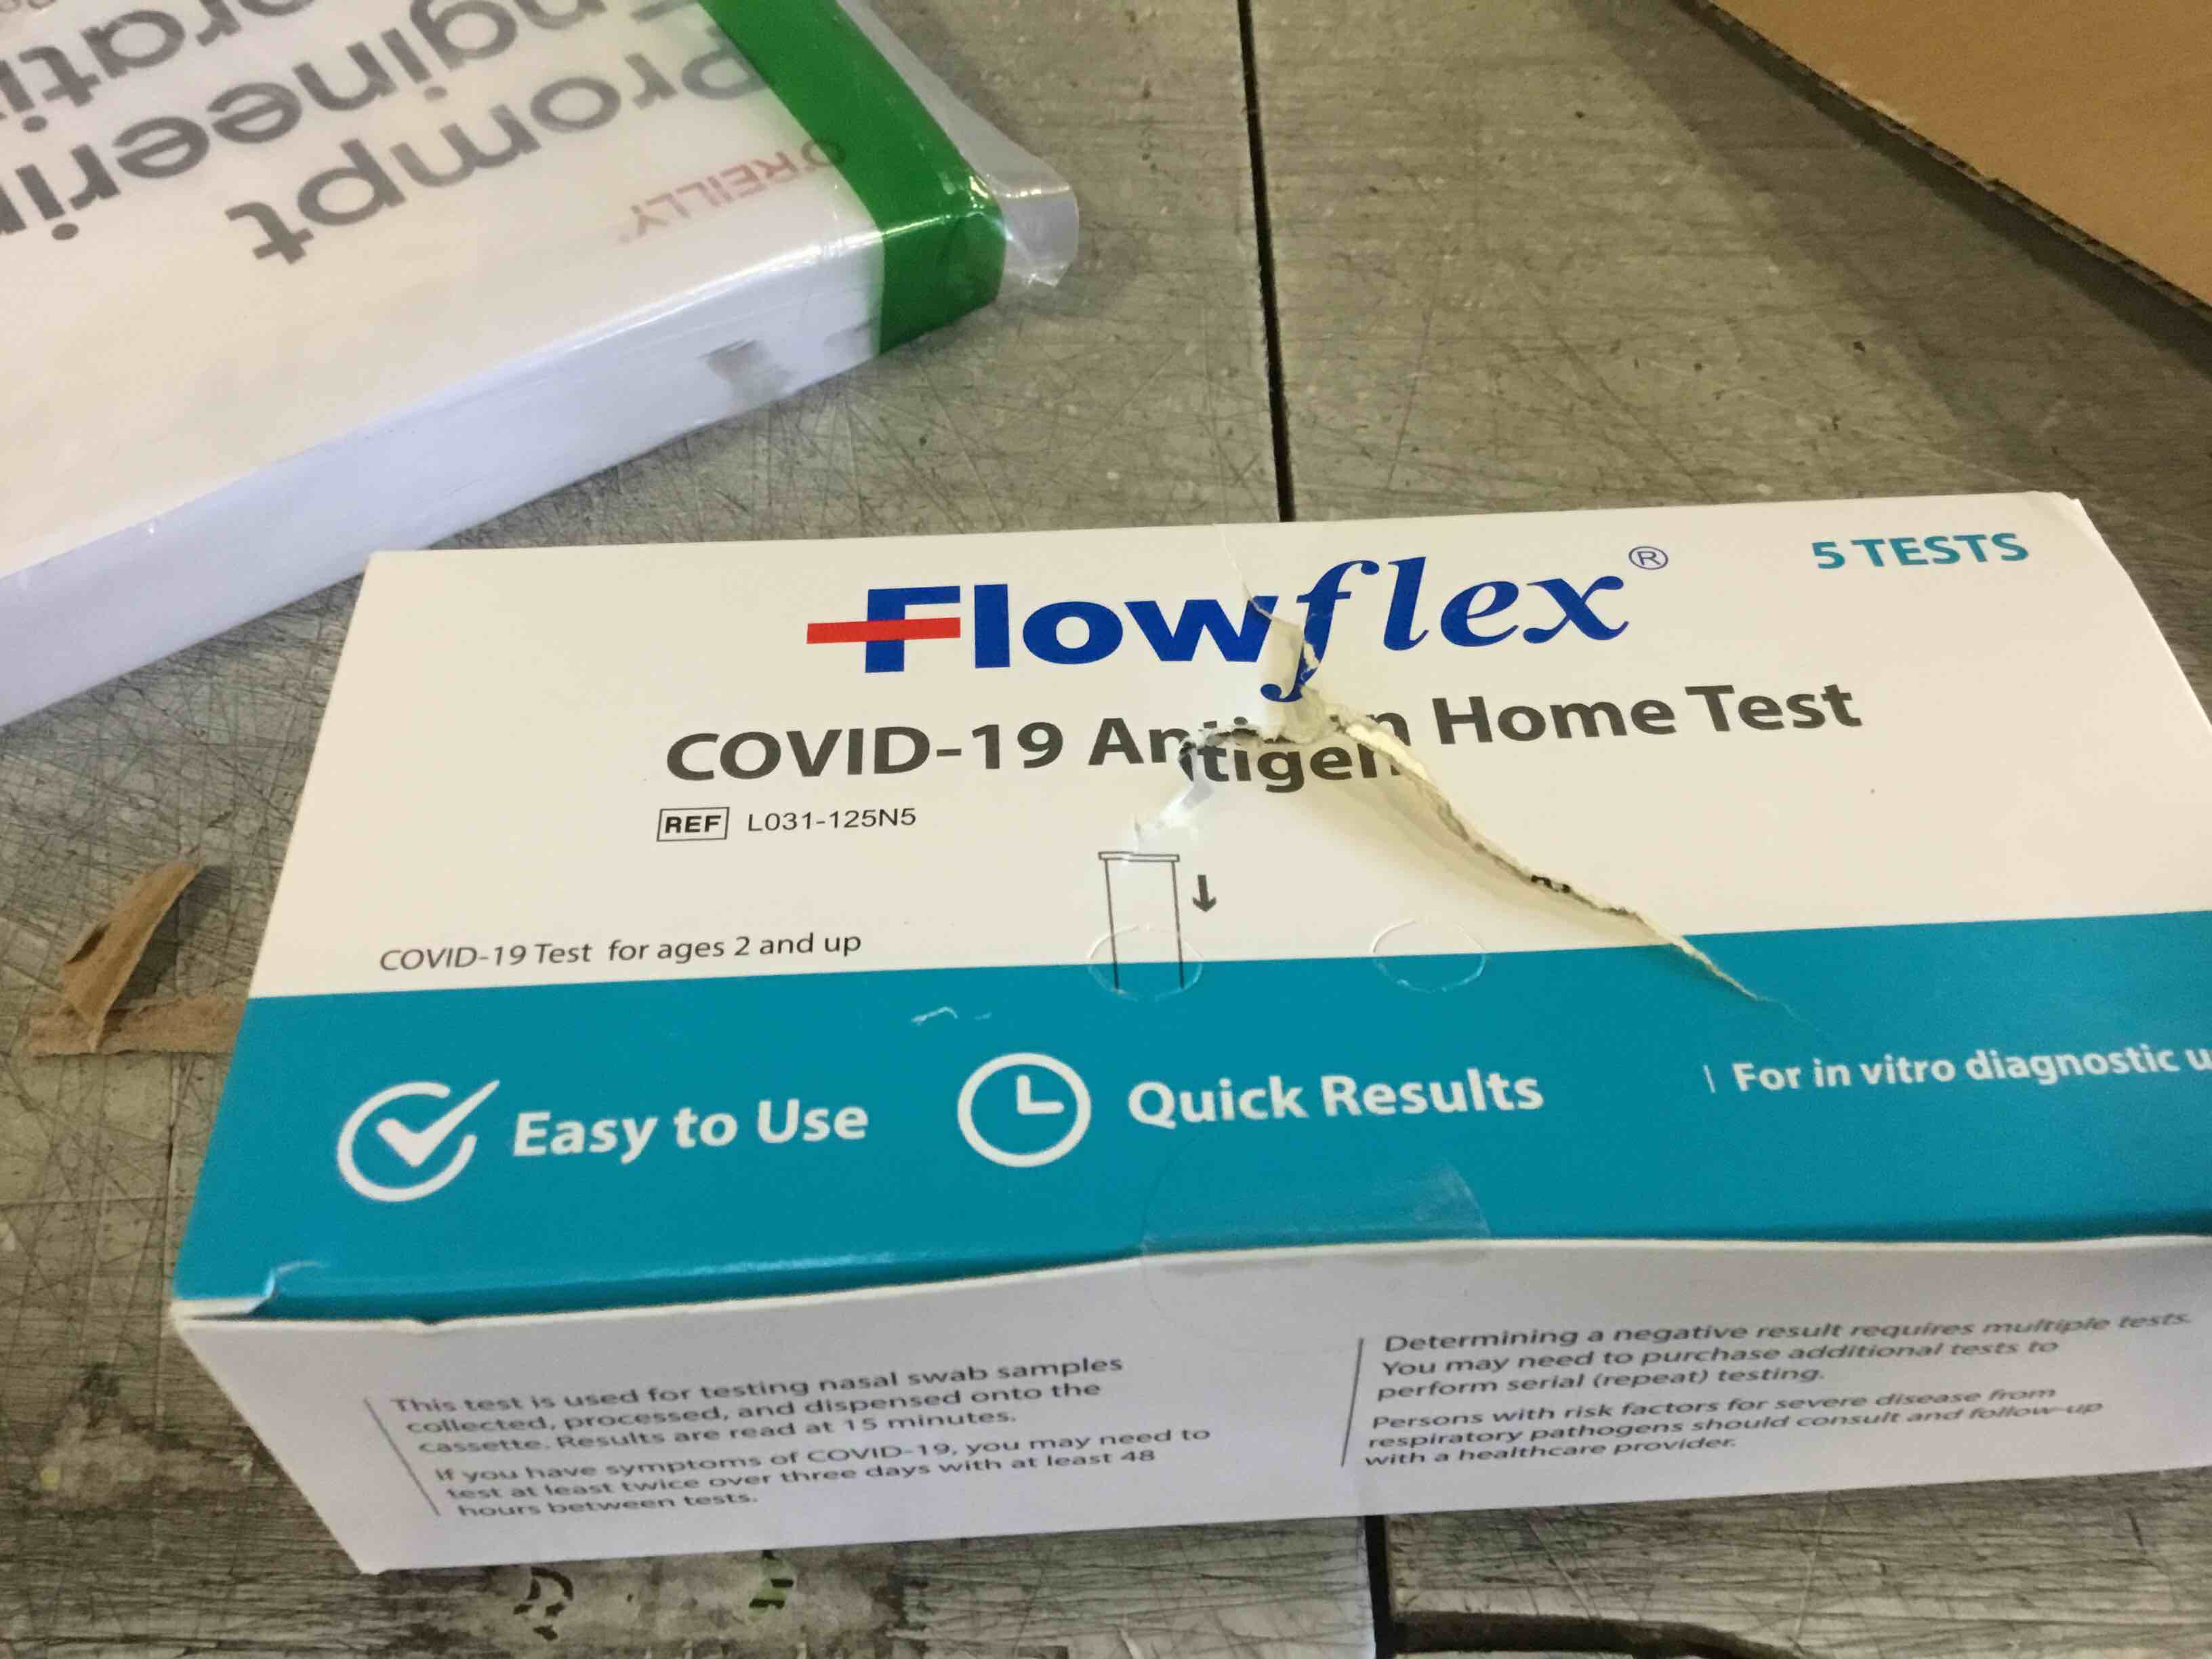 O'REILLY
Prompt
Flowflex®
5 TESTS
COVID-19 Antigen Home Test
REF L031-125N5
COVID-19 Test for ages 2 and up
Easy to Use
Quick Results
For in vitro diagnostic
This test is used for testing nasal swab samples
collected, processed, and dispensed onto the
cassette. Results are read at 15 minutes.
If you have symptoms of COVID-19, you may need to
test at least twice over three days with at least 48
hours between tests.
Determining a negative result requires multiple tests.
You may need to purchase additional tests to
perform serial (repeat) testing.
Persons with risk factors for severe disease from
respiratory pathogens should consult and follow-up
with a healthcare provider.